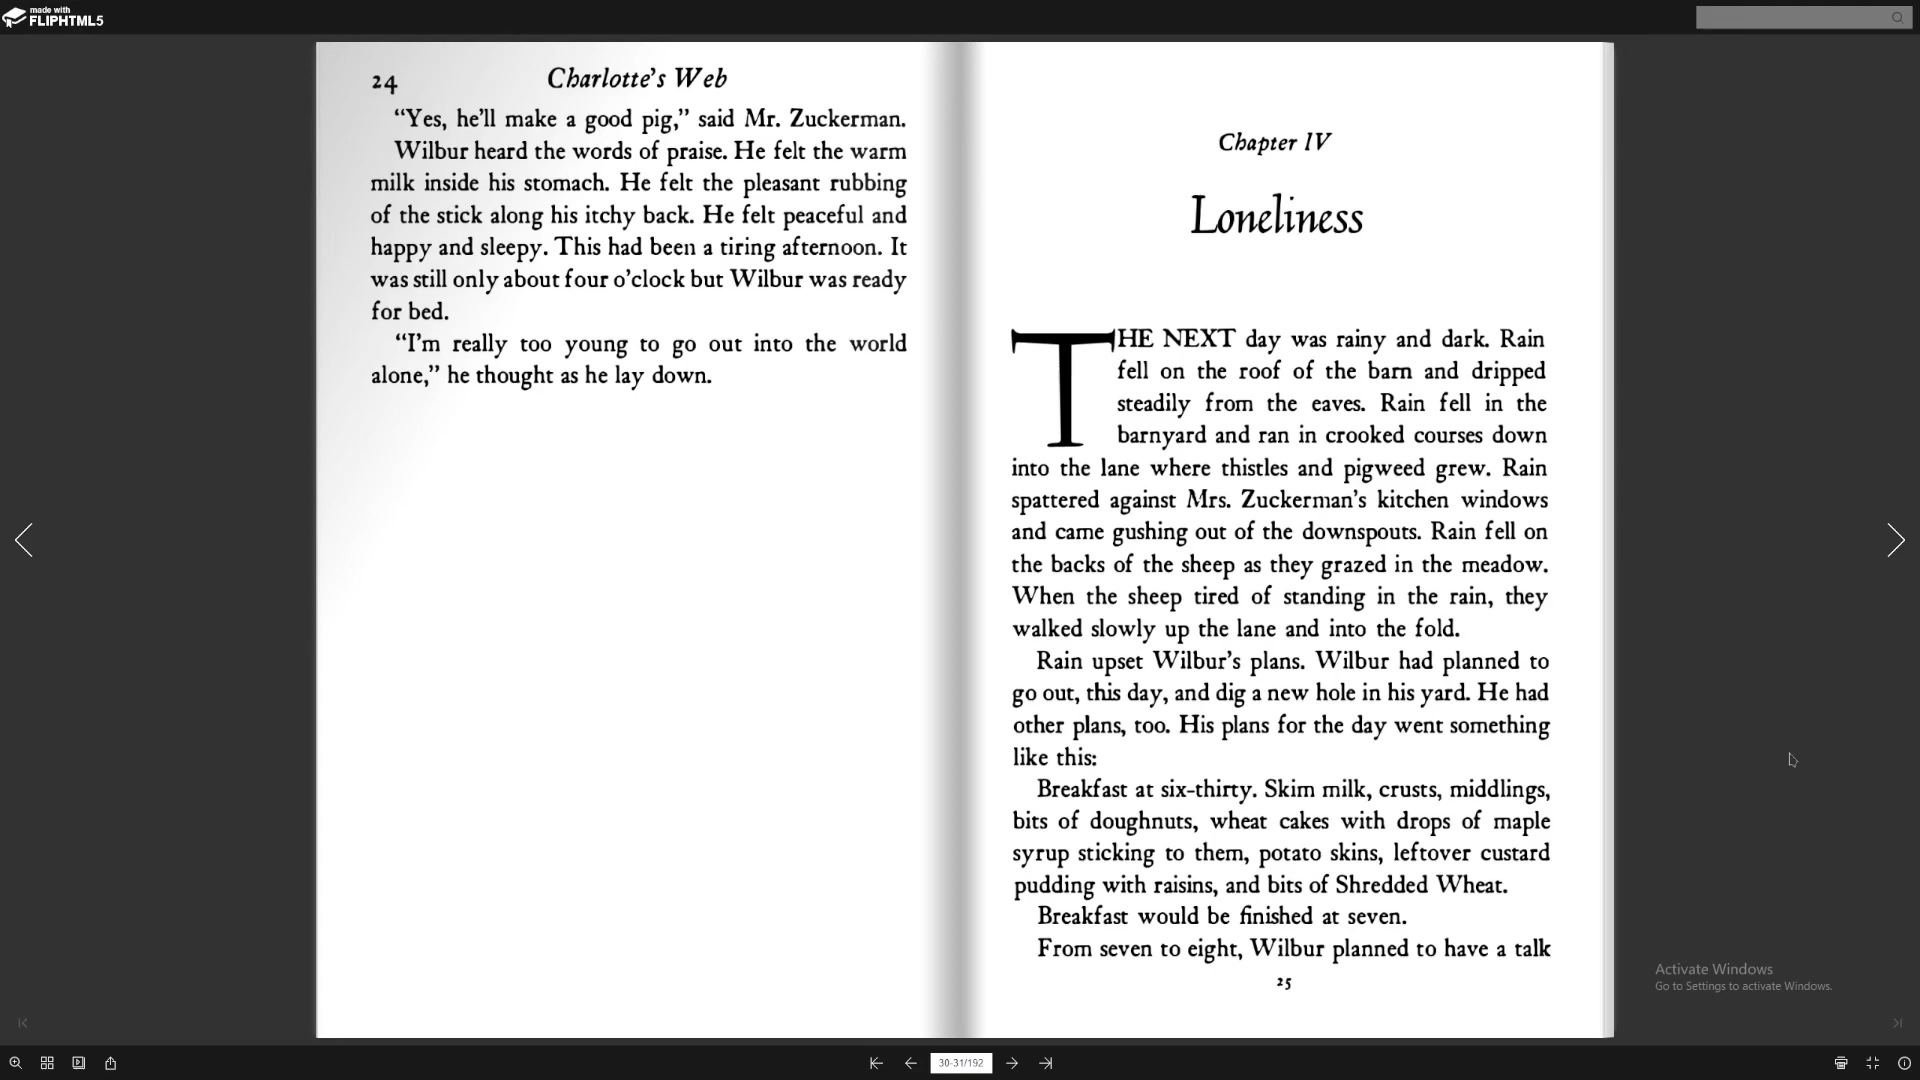 made with
FLIPHTML5
24
Charlotte's Web
“Yes, he’ll make a good pig,” said Mr. Zuckerman.
Wilbur heard the words of praise. He felt the warm
milk inside his stomach. He felt the pleasant rubbing
of the stick along his itchy back. He felt peaceful and
happy and sleepy. This had been a tiring afternoon. It
was still only about four o’clock but Wilbur was ready
for bed.
“I’m really too young to go out into the world
alone,” he thought as he lay down.
Chapter IV
Loneliness
THE NEXT day was rainy and dark. Rain
fell on the roof of the barn and dripped
steadily from the eaves. Rain fell in the
barnyard and ran in crooked courses down
into the lane where thistles and pigweed grew. Rain
spattered against Mrs. Zuckerman’s kitchen windows
and came gushing out of the downspouts. Rain fell on
the backs of the sheep as they grazed in the meadow.
When the sheep tired of standing in the rain, they
walked slowly up the lane and into the fold.
Rain upset Wilbur’s plans. Wilbur had planned to
go out, this day, and dig a new hole in his yard. He had
other plans, too. His plans for the day went something
like this:
Breakfast at six-thirty. Skim milk, crusts, middlings,
bits of doughnuts, wheat cakes with drops of maple
syrup sticking to them, potato skins, leftover custard
pudding with raisins, and bits of Shredded Wheat.
Breakfast would be finished at seven.
From seven to eight, Wilbur planned to have a talk
25
Activate Windows
Go to Settings to activate Windows.
30-31/192